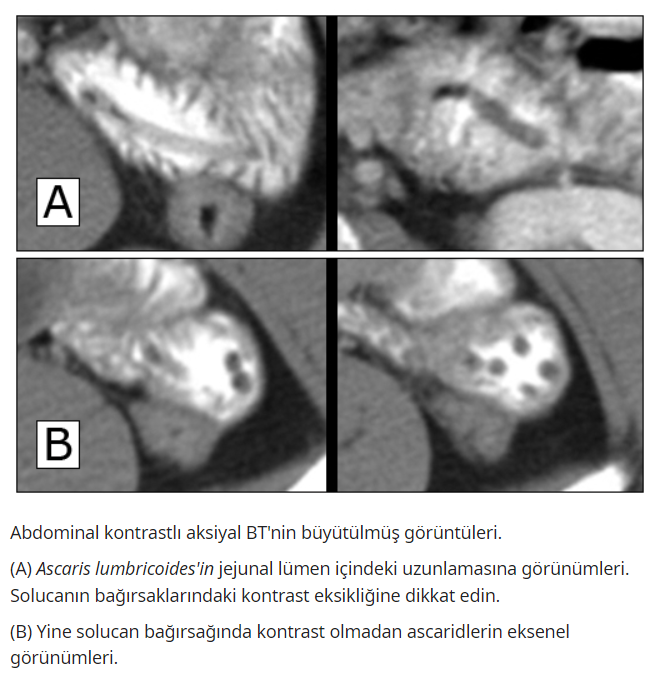 A
B
Abdominal kontrastlı aksiyal BT'nin büyütülmüş görüntüleri.
(A) Ascaris lumbricoides'in jejunal lümen içindeki uzunlamasına görünümleri.
Solucanın bağırsaklarındaki kontrast eksikliğine dikkat edin.
(B) Yine solucan bağırsağında kontrast olmadan ascaridlerin eksenel
görünümleri.